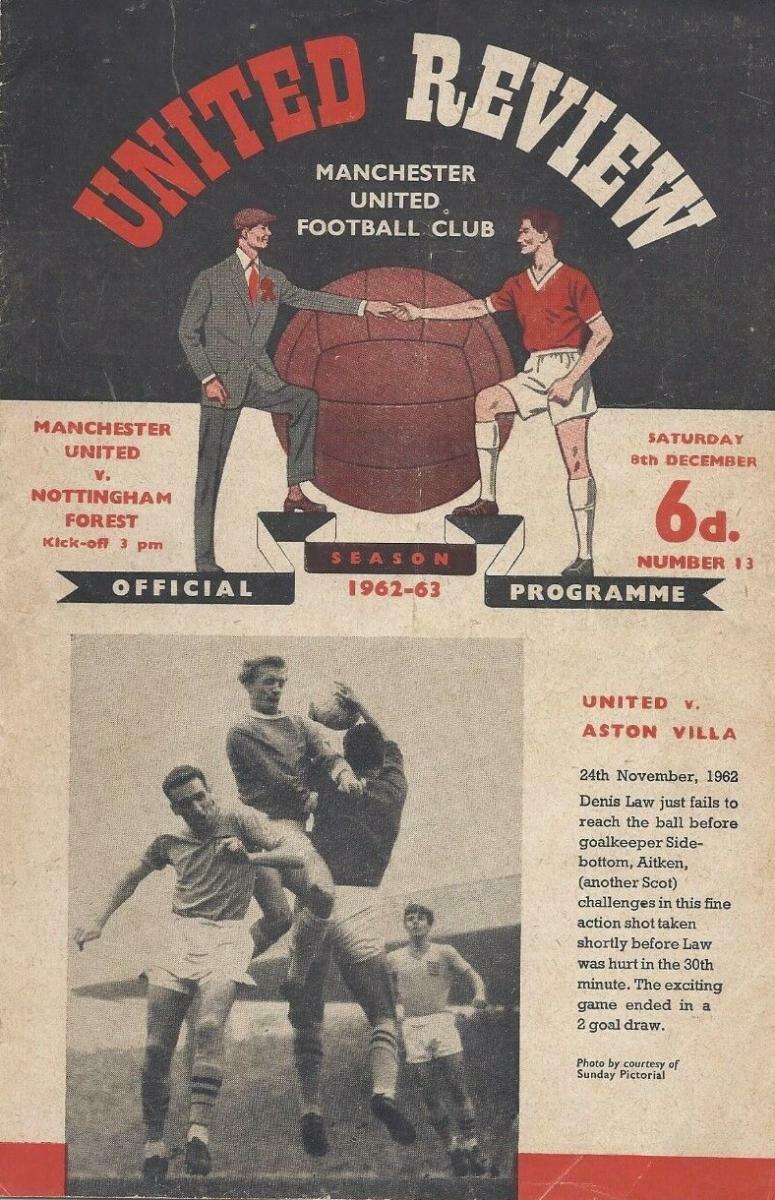 UNITED REVIEW
MANCHESTER
UNITED
FOOTBALL CLUB
MANCHESTER
UNITED
v.
NOTTINGHAM
FOREST
Kick-off 3 pm
SATURDAY
8th DECEMBER
6d.
NUMBER 13
OFFICIAL
SEASON
1962-63
PROGRAMME
UNITED v.
ASTON VILLA
24th November, 1962
Denis Law just fails to
reach the ball before
goalkeeper Side-
bottom, Aitken,
(another Scot)
challenges in this fine
action shot taken
shortly before Law
was hurt in the 30th
minute. The exciting
game ended in a
2 goal draw.
Photo by courtesy of
Sunday Pictorial